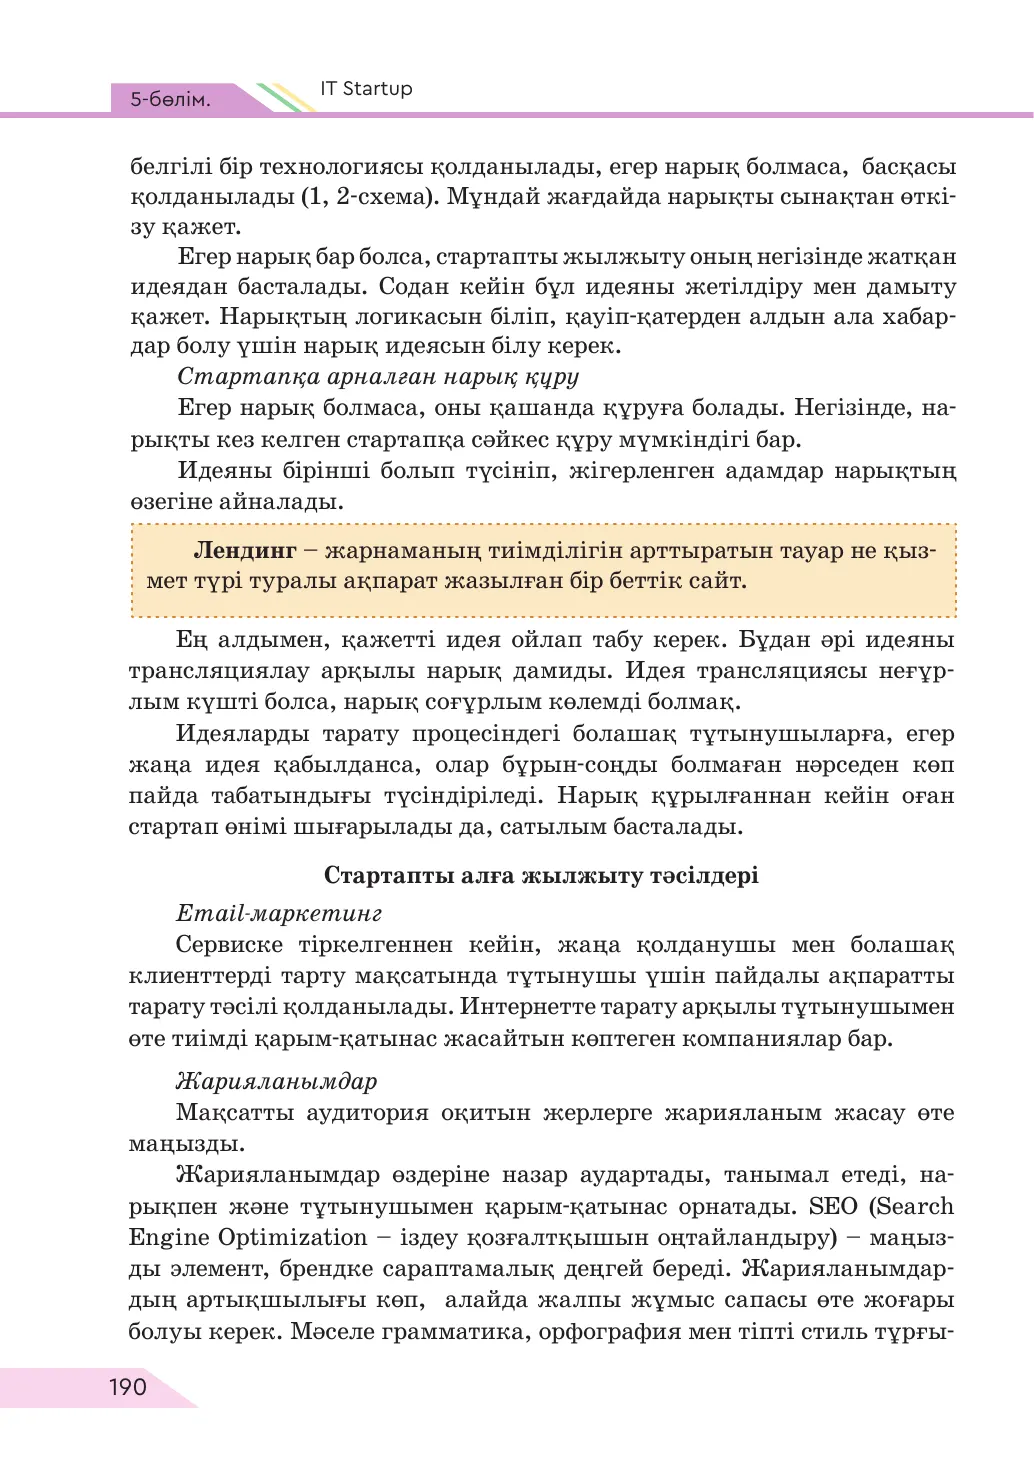 5-бөлім.
IT Startup
белгілі бір технологиясы қолданылады, егер нарық болмаса, басқасы
қолданылады (1, 2-схема). Мұндай жағдайда нарықты сынақтан өткі-
зу қажет.
Егер нарық бар болса, стартапты жылжыту оның негізінде жатқан
идеядан басталады. Содан кейін бұл идеяны жетілдіру мен дамыту
қажет. Нарықтың логикасын біліп, қауіп-қатерден алдын ала хабар-
дар болу үшін нарық идеясын білу керек.
Стартапқа арналған нарық құру
Егер нарық болмаса, оны қашанда құруға болады. Негізінде, на-
рықты кез келген стартапқа сәйкес құру мүмкіндігі бар.
Идеяны бірінші болып түсініп, жігерленген адамдар нарықтың
өзегіне айналады.
Лендинг – жарнаманың тиімділігін арттыратын тауар не қыз-
мет түрі туралы ақпарат жазылған бір беттік сайт.
Ең алдымен, қажетті идея ойлап табу керек. Бұдан әрі идеяны
трансляциялау арқылы нарық дамиды. Идея трансляциясы неғұр-
лым күшті болса, нарық соғұрлым көлемді болмақ.
Идеяларды тарату процесіндегі болашақ тұтынушыларға, егер
жаңа идея қабылданса, олар бұрын-соңды болмаған нәрседен көп
пайда табатындығы түсіндіріледі. Нарық құрылғаннан кейін оған
стартап өнімі шығарылады да, сатылым басталады.
Стартапты алға жылжыту тәсілдері
Email-маркетинг
Сервиске тіркелгеннен кейін, жаңа қолданушы мен болашақ
клиенттерді тарту мақсатында тұтынушы үшін пайдалы ақпаратты
тарату тәсілі қолданылады. Интернетте тарату арқылы тұтынушымен
өте тиімді қарым-қатынас жасайтын көптеген компаниялар бар.
Жарияланымдар
Мақсатты аудитория оқитын жерлерге жарияланым жасау өте
маңызды.
Жарияланымдар өздеріне назар аудартады, танымал етеді, на-
рықпен және тұтынушымен қарым-қатынас орнатады. SEO (Search
Engine Optimization – іздеу қозғалтқышын оңтайландыру) – маңыз-
ды элемент, брендке сараптамалық деңгей береді. Жарияланымдар-
дың артықшылығы көп, алайда жалпы жұмыс сапасы өте жоғары
болуы керек. Мәселе грамматика, орфография мен тіпті стиль тұрғы-
190